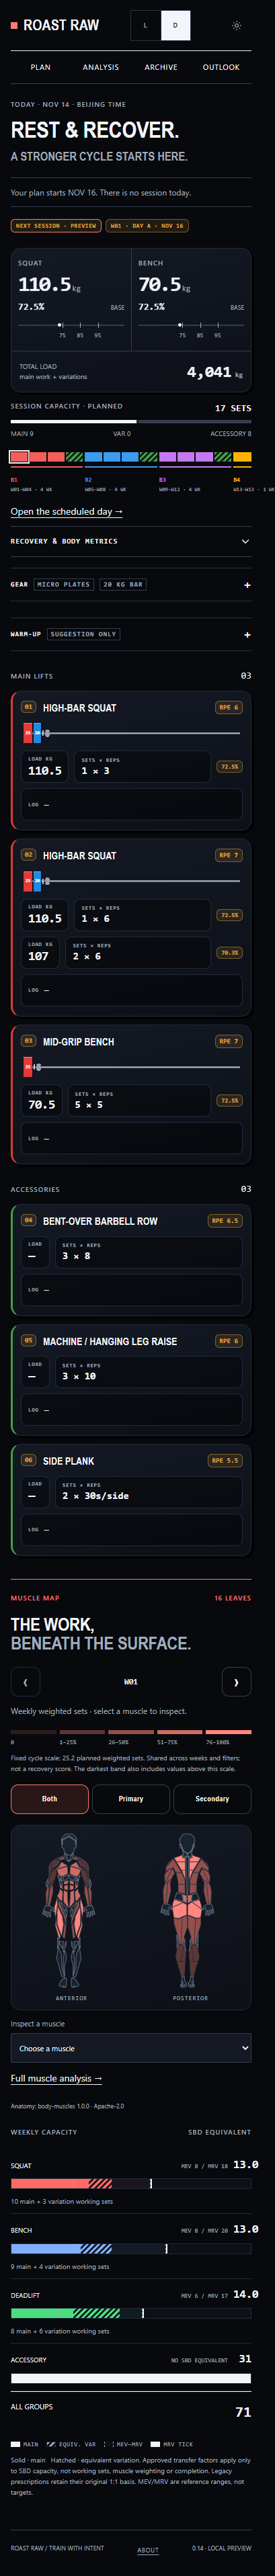 ROAST RAW
L
D
PLAN
ANALYSIS
ARCHIVE
OUTLOOK
TODAY · NOV 14 · BEIJING TIME
REST & RECOVER.
A STRONGER CYCLE STARTS HERE.
Your plan starts NOV 16. There is no session today.
NEXT SESSION · PREVIEW
W01 · DAY A · NOV 16
SQUAT
110.5 kg
72.5% BASE
75 85 95
BENCH
70.5 kg
72.5% BASE
75 85 95
TOTAL LOAD
main work + variations
4,041 kg
SESSION CAPACITY · PLANNED
17 SETS
MAIN 9
VAR 0
ACCESSORY 8
B1
W01–W04 · 4 WK
B2
W05–W08 · 4 WK
B3
W09–W12 · 4 WK
B4
W13–W13 · 1 WK
Open the scheduled day →
RECOVERY & BODY METRICS
GEAR
MICRO PLATES
20 KG BAR
+
WARM-UP
SUGGESTION ONLY
+
MAIN LIFTS
03
01
HIGH-BAR SQUAT
RPE 6
25
20
LOAD KG
110.5
SETS × REPS
1 × 3
72.5%
LOG —
02
HIGH-BAR SQUAT
RPE 7
25
20
LOAD KG
110.5
SETS × REPS
1 × 6
72.5%
LOAD KG
107
SETS × REPS
2 × 6
70.3%
LOG —
03
MID-GRIP BENCH
RPE 7
25
LOAD KG
70.5
SETS × REPS
5 × 5
72.5%
LOG —
ACCESSORIES
03
04
BENT-OVER BARBELL ROW
RPE 6.5
LOAD
—
SETS × REPS
3 × 8
LOG —
05
MACHINE / HANGING LEG RAISE
RPE 6
LOAD
—
SETS × REPS
3 × 10
LOG —
06
SIDE PLANK
RPE 5.5
LOAD
—
SETS × REPS
2 × 30s/side
LOG —
MUSCLE MAP
16 LEAVES
THE WORK,
BENEATH THE SURFACE.
‹
W01
›
Weekly weighted sets · select a muscle to inspect.
0
1–25%
26–50%
51–75%
76–100%
Fixed cycle scale: 25.2 planned weighted sets. Shared across weeks and filters;
not a recovery score. The darkest band also includes values above this scale.
Both
Primary
Secondary
ANTERIOR
POSTERIOR
Inspect a muscle
Choose a muscle
Full muscle analysis →
Anatomy: body-muscles 1.0.0 · Apache-2.0
WEEKLY CAPACITY
SBD EQUIVALENT
SQUAT
MEV 8 / MRV 18 13.0
10 main + 3 variation working sets
BENCH
MEV 8 / MRV 20 13.0
9 main + 4 variation working sets
DEADLIFT
MEV 6 / MRV 17 14.0
8 main + 6 variation working sets
ACCESSORY
NO SBD EQUIVALENT 31
ALL GROUPS
71
MAIN
EQUIV. VAR
MEV–MRV
MRV TICK
Solid · main Hatched · equivalent variation. Approved transfer factors apply only
to SBD capacity, not working sets, muscle weighting or completion. Legacy
prescriptions retain their original 1:1 basis. MEV/MRV are reference ranges, not
targets.
ROAST RAW / TRAIN WITH INTENT
ABOUT
0.14 · LOCAL PREVIEW